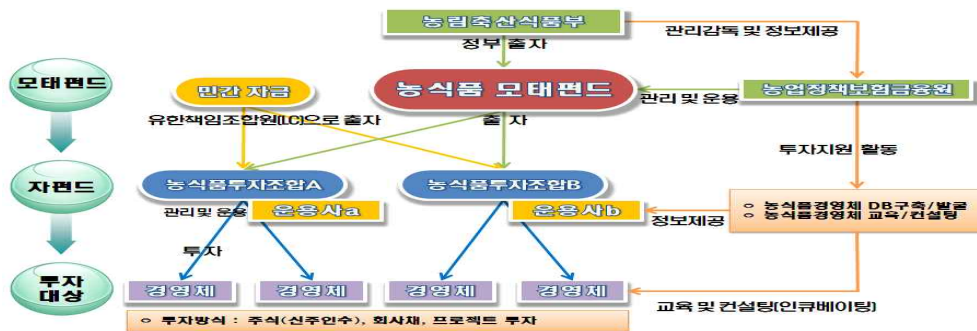 농림축산식품부
정부 출자
관리감독 및 정보제공
모태펀드
민간 자금
농식품 모태펀드
관리 및 운용
농업정책보험금융원
유한책임조합원(LC)으로 출자
출 자
투자지원 활동
자펀드
농식품투자조합A
농식품투자조합B
관리 및 운용
운용사a
운용사b
정보제공
○ 농식품경영체 DB구축/발굴
○ 농식품경영체 교육/컨설팅
투 자
투자
대상
경영체
경영체
경영체
경영체
교육 및 컨설팅(인큐베이팅)
○ 투자방식 : 주식(신주인수), 회사채, 프로젝트 투자